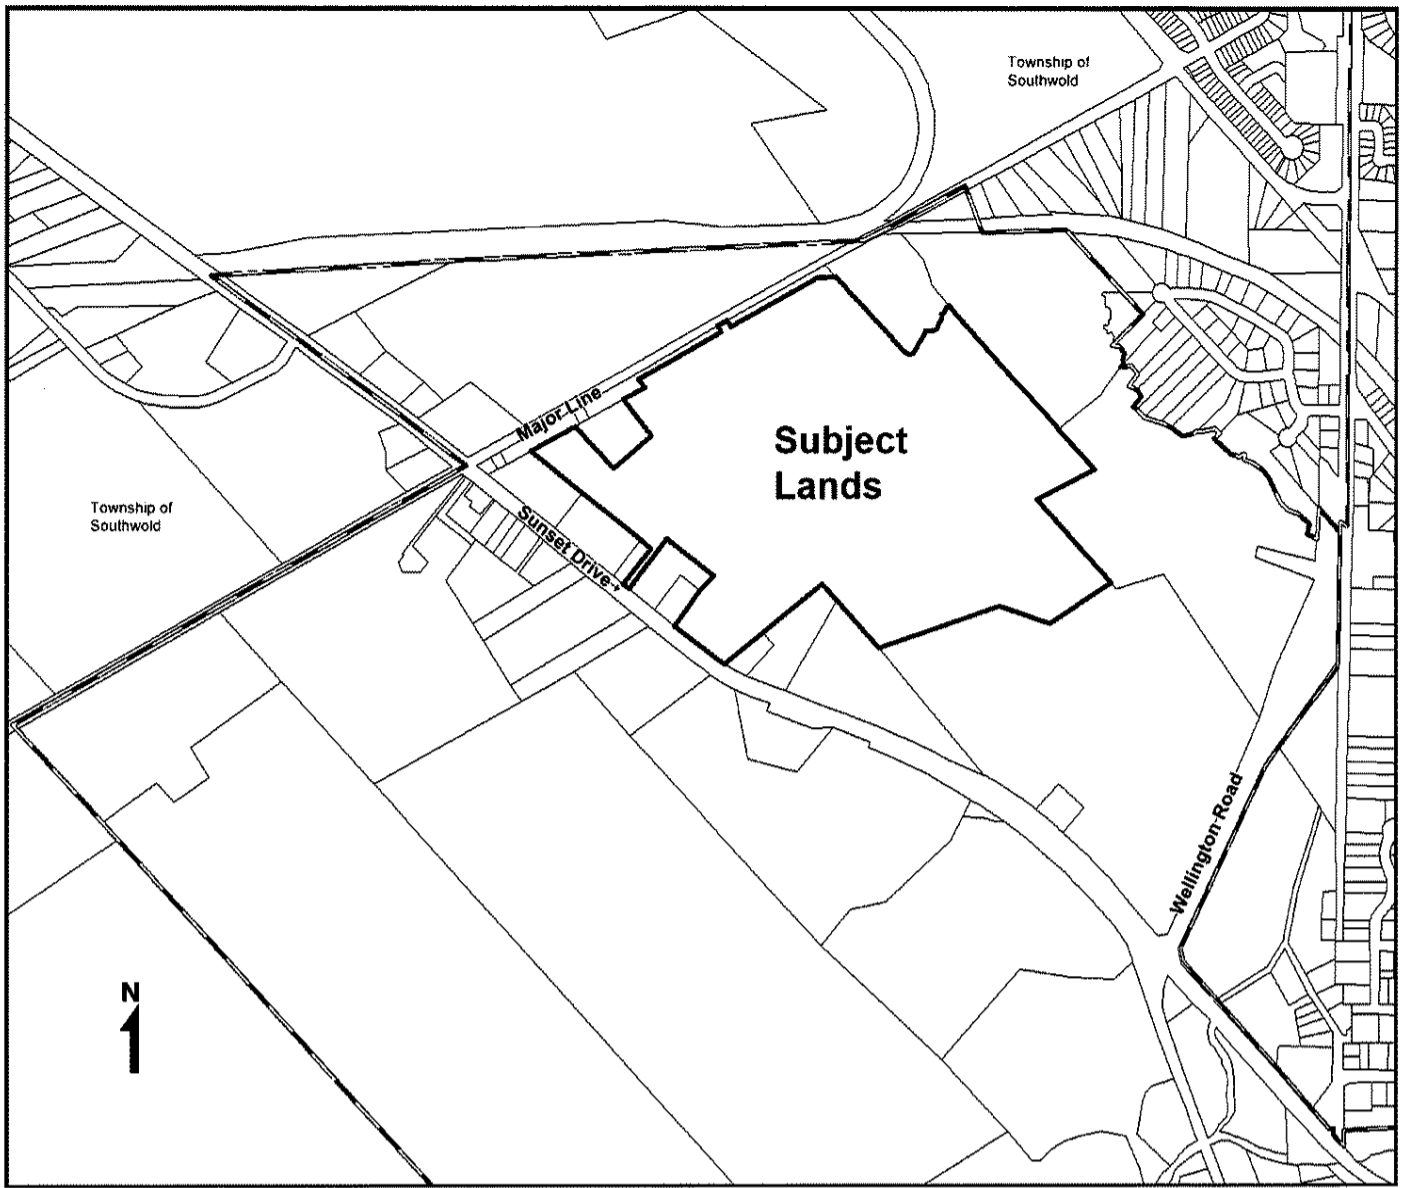 Township of
Southwold
Major Line
Subject
Lands
Township of
Southwold
Sunset Drive
Wellington Road
N